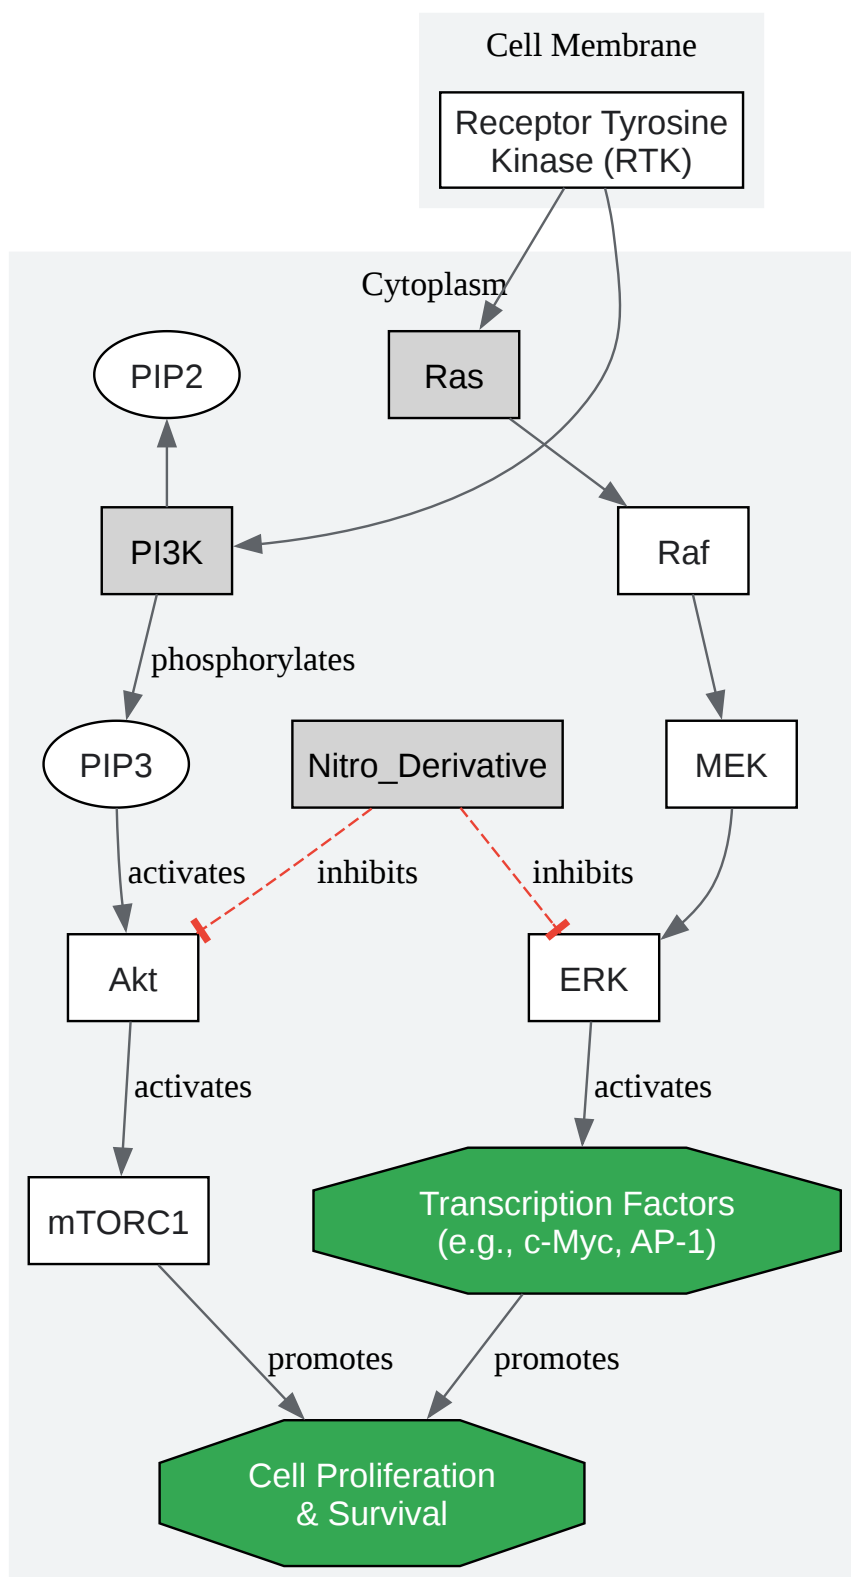 Cell Membrane
Receptor Tyrosine
Kinase (RTK)
Cytoplasm
PIP2
Ras
PI3K
Raf
phosphorylates
PIP3
Nitro_Derivative
MEK
activates
inhibits
inhibits
Akt
ERK
activates
activates
mTORC1
Transcription Factors
(e.g., c-Myc, AP-1)
promotes
promotes
Cell Proliferation
& Survival